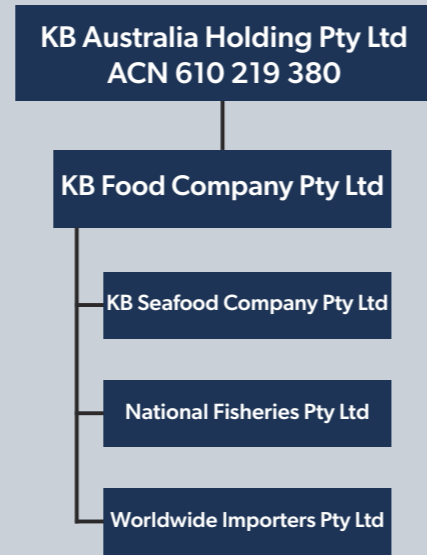 KB Australia Holding Pty Ltd
ACN 610 219 380
KB Food Company Pty Ltd
KB Seafood Company Pty Ltd
National Fisheries Pty Ltd
Worldwide Importers Pty Ltd